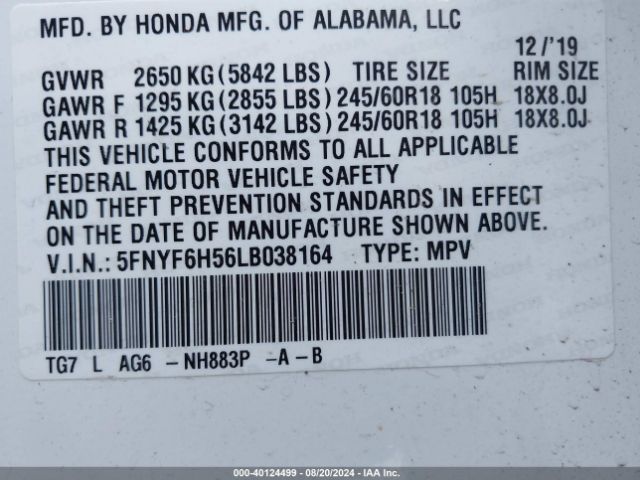 MFD. BY HONDA MFG. OF ALABAMA, LLC
12/'19
GVWR 2650 KG (5842 LBS) TIRE SIZE RIM SIZE
GAWR F 1295 KG (2855 LBS) 245/60R18 105H 18X8.0J
GAWR R 1425 KG (3142 LBS) 245/60R18 105H 18X8.0J
THIS VEHICLE CONFORMS TO ALL APPLICABLE
FEDERAL MOTOR VEHICLE SAFETY
AND THEFT PREVENTION STANDARDS IN EFFECT
ON THE DATE OF MANUFACTURE SHOWN ABOVE.
V.I.N.: 5FNYF6H56LB038164 TYPE: MPV
TG7 L AG6 - NH883P -A - B
000-40124499 - 08/20/2024 - IAA Inc.